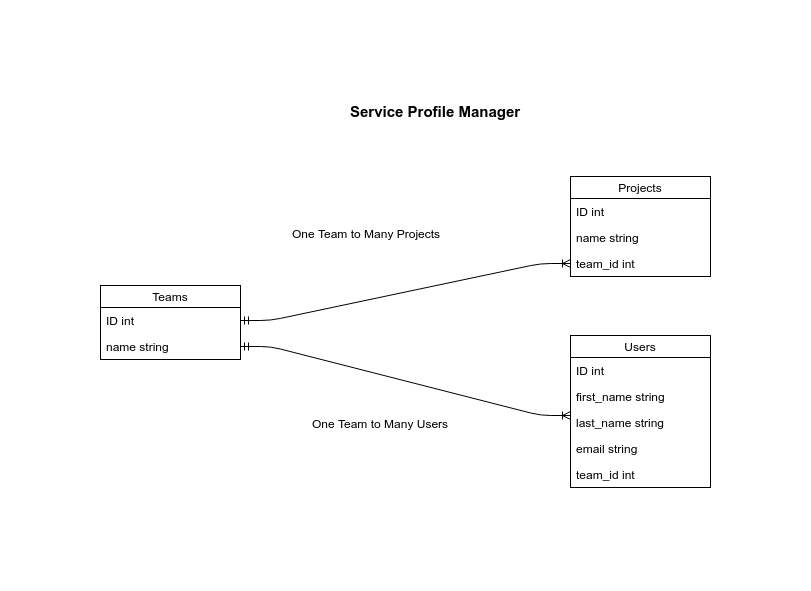 Service Profile Manager
Projects
ID int
name string
team_id int
One Team to Many Projects
Teams
ID int
name string
One Team to Many Users
Users
ID int
first_name string
last_name string
email string
team_id int